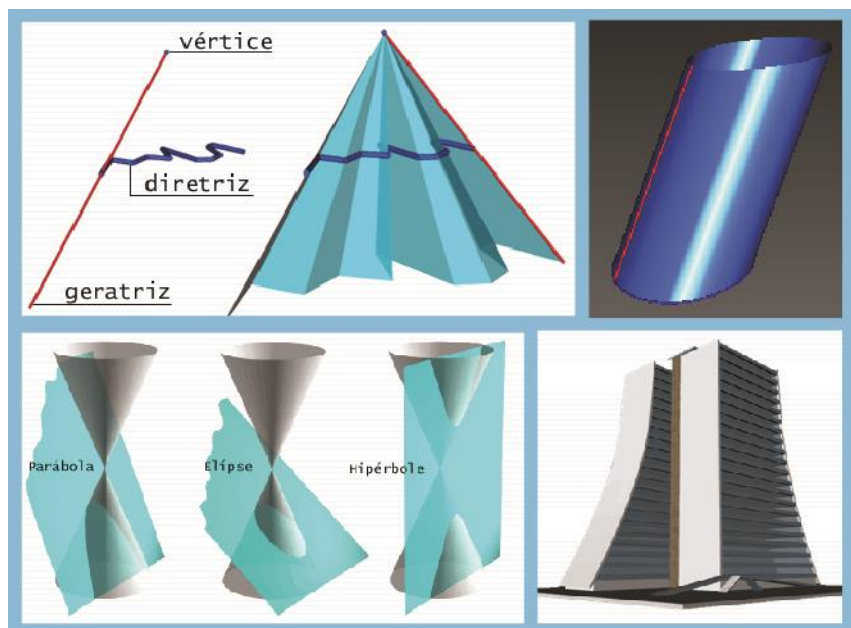 vértice
diretriz
geratriz
Parábola
Elípse
Hipérbole